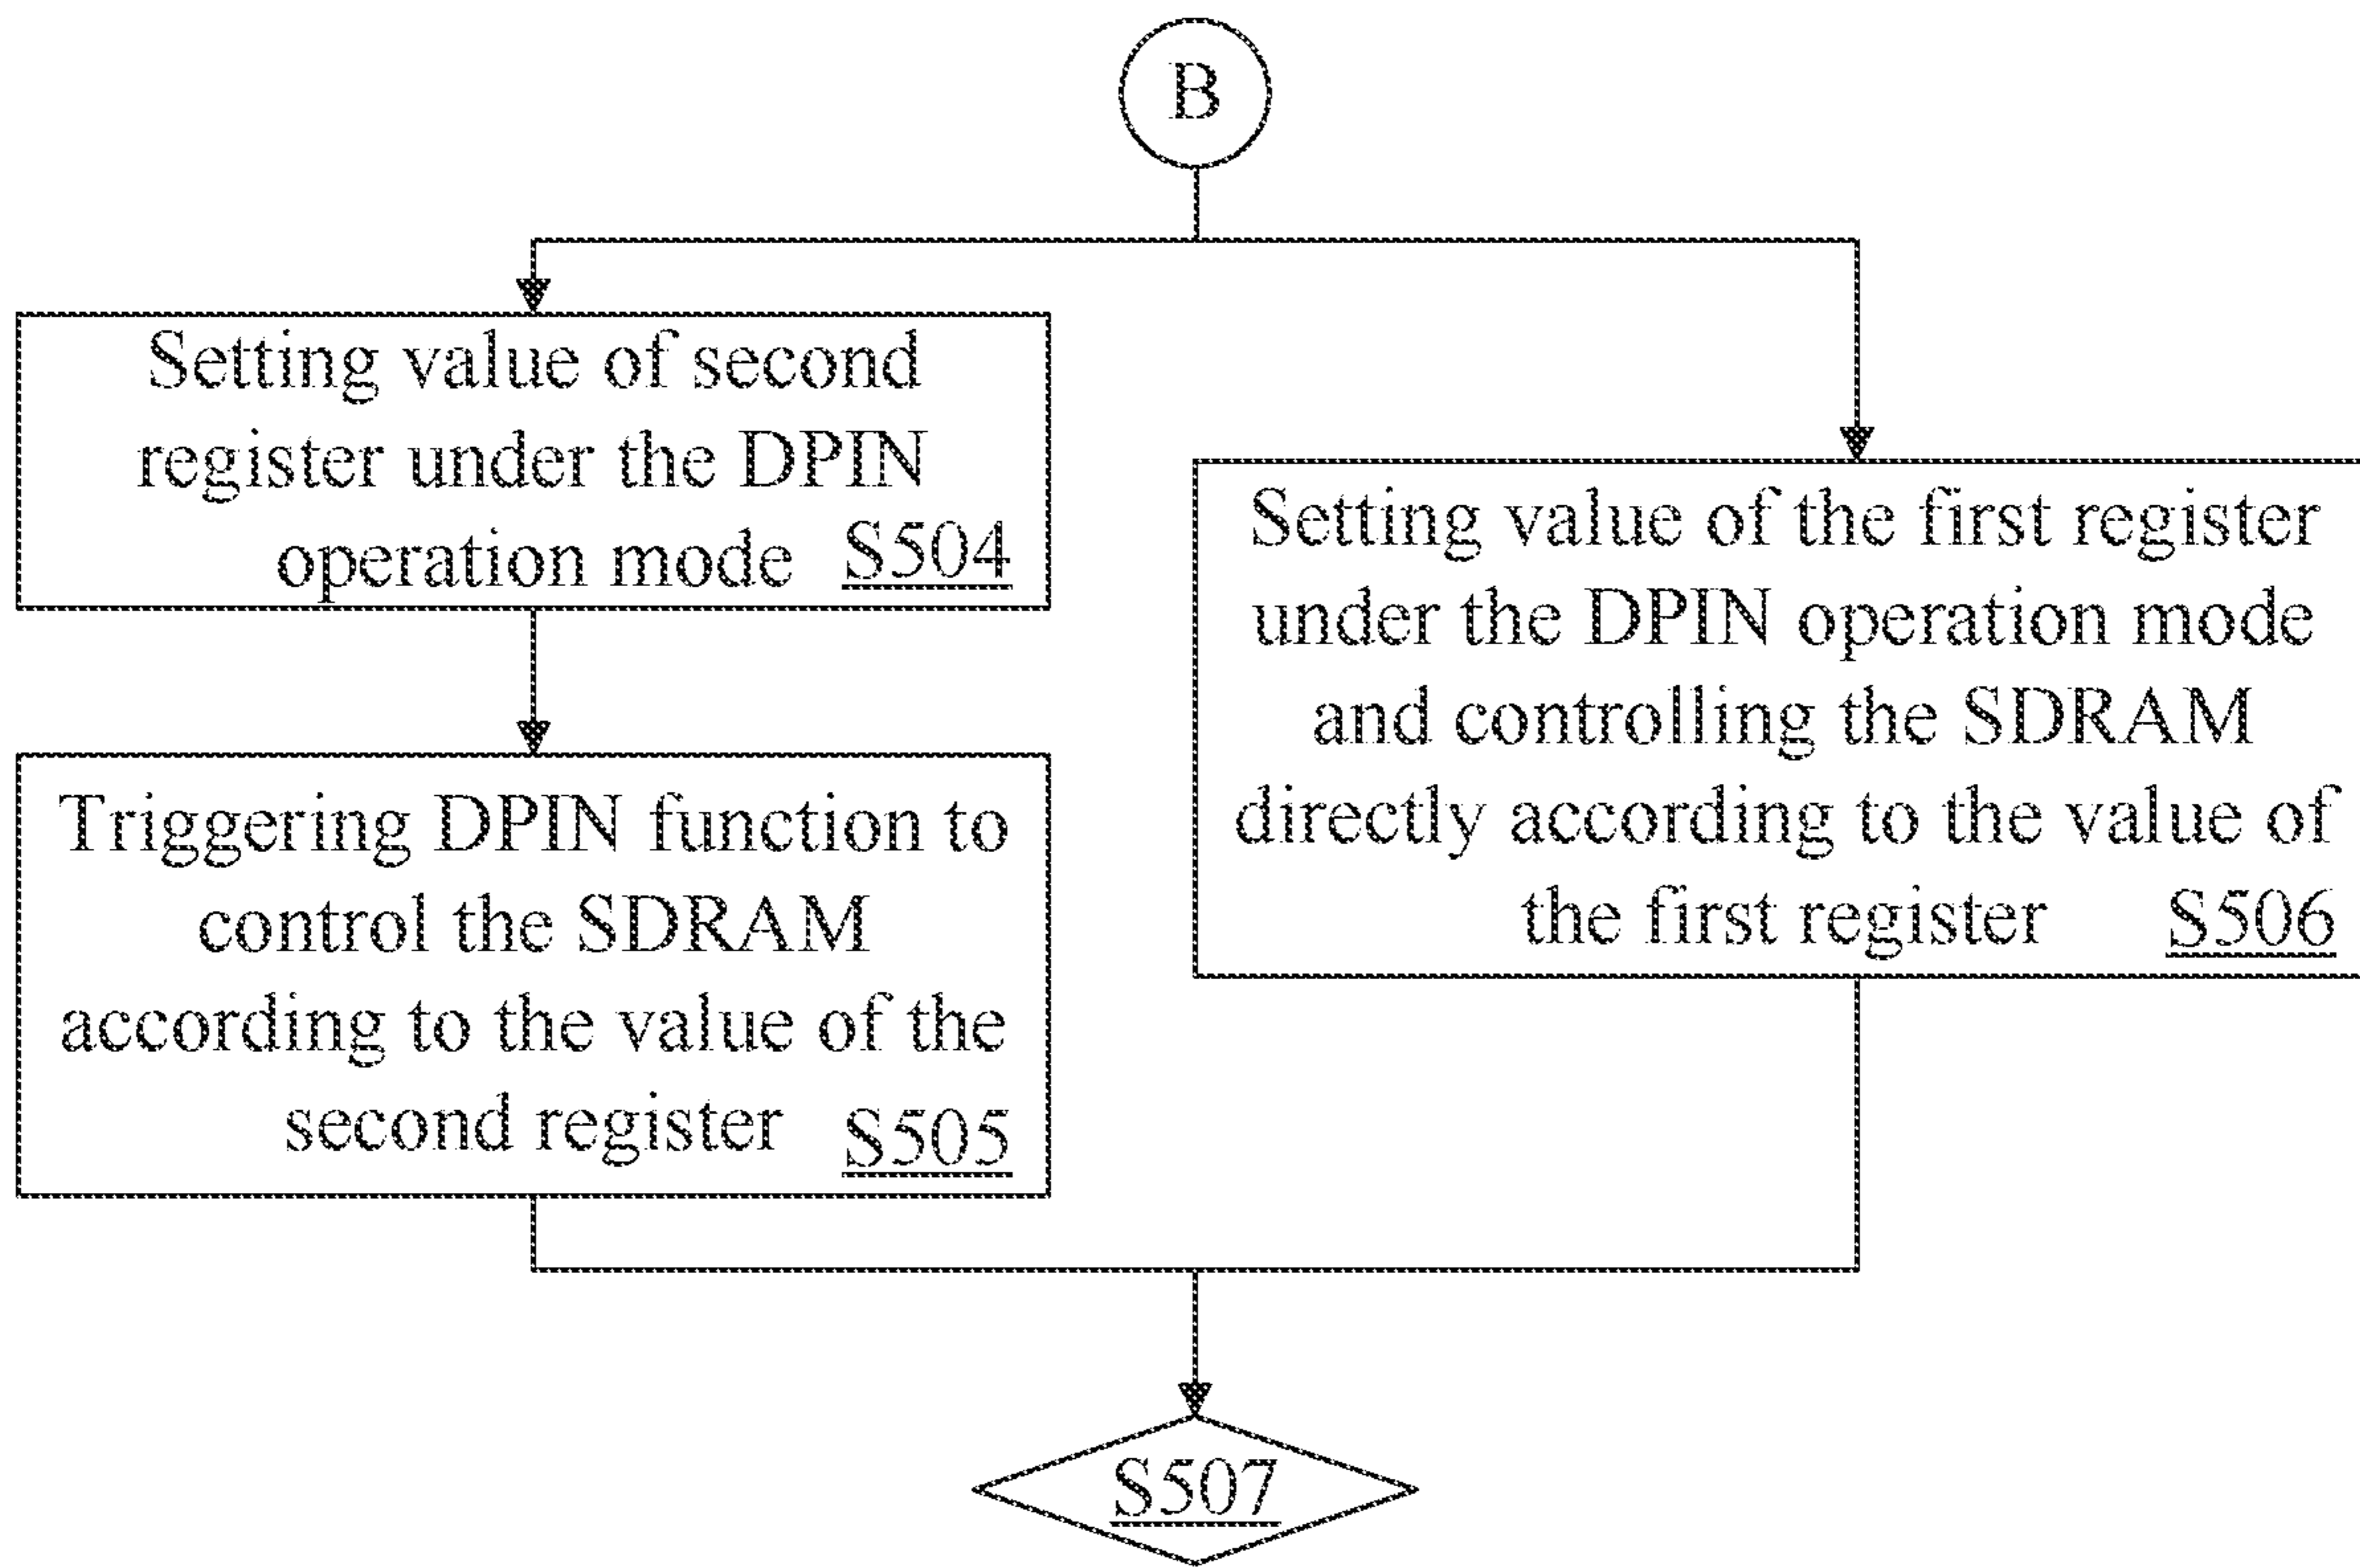 B
Setting value of second
register under the DPIN
operation mode S504
Triggering DPIN function to
control the SDRAM
according to the value of the
second register S505
Setting value of the first register
under the DPIN operation mode
and controlling the SDRAM
directly according to the value of
the first register S506
S507